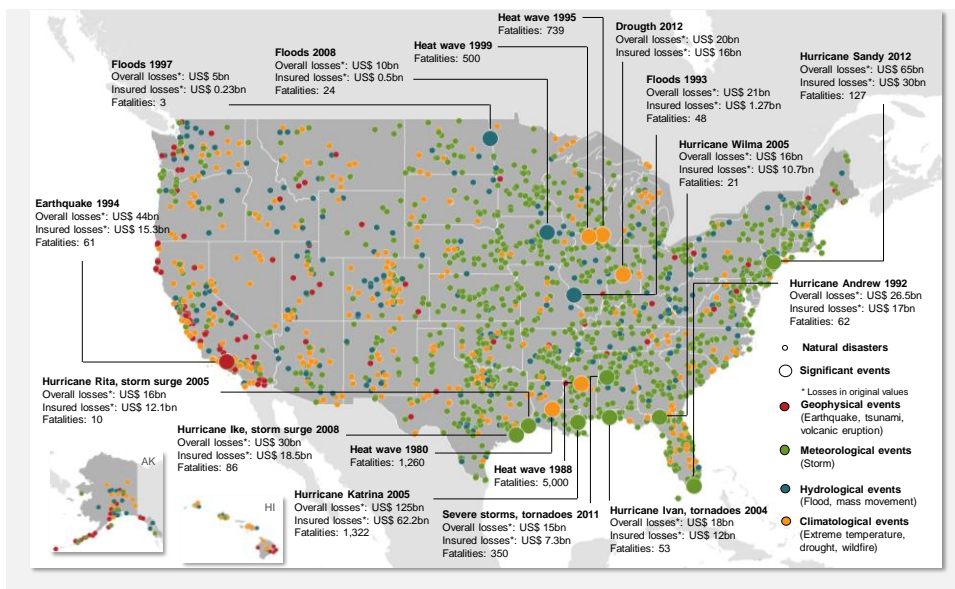 Heat wave 1995
Fatalities: 739
Drougth 2012
Overall losses*: US$ 20bn
Insured losses*: US$ 16bn
Heat wave 1999
Fatalities: 500
Floods 2008
Overall losses*: US$ 10bn
Insured losses*: US$ 0.5bn
Fatalities: 24
Hurricane Sandy 2012
Overall losses*: US$ 65bn
Insured losses*: US$ 30bn
Fatalities: 127
Floods 1997
Overall losses*: US$ 5bn
Insured losses*: US$ 0.23bn
Fatalities: 3
Floods 1993
Overall losses*: US$ 21bn
Insured losses*: US$ 1.27bn
Fatalities: 48
Hurricane Wilma 2005
Overall losses*: US$ 16bn
Insured losses*: US$ 10.7bn
Fatalities: 21
Earthquake 1994
Overall losses*: US$ 44bn
Insured losses*: US$ 15.3bn
Fatalities: 61
Hurricane Andrew 1992
Overall losses*: US$ 26.5bn
Insured losses*: US$ 17bn
Fatalities: 62
Natural disasters
Significant events
* Losses in original values
Geophysical events
(Earthquake, tsunami,
volcanic eruption)
Meteorological events
(Storm)
Hydrological events
(Flood, mass movement)
Climatological events
(Extreme temperature,
drought, wildfire)
Hurricane Rita, storm surge 2005
Overall losses*: US$ 16bn
Insured losses*: US$ 12.1bn
Fatalities: 10
Hurricane Ike, storm surge 2008
Overall losses*: US$ 30bn
Insured losses*: US$ 18.5bn
Fatalities: 86
Heat wave 1980
Fatalities: 1,260
Heat wave 1988
Fatalities: 5,000
AK
HI
Hurricane Katrina 2005
Overall losses*: US$ 125bn
Insured losses*: US$ 62.2bn
Fatalities: 1,322
Severe storms, tornadoes 2011
Overall losses*: US$ 15bn
Insured losses*: US$ 7.3bn
Fatalities: 350
Hurricane Ivan, tornadoes 2004
Overall losses*: US$ 18bn
Insured losses*: US$ 12bn
Fatalities: 53